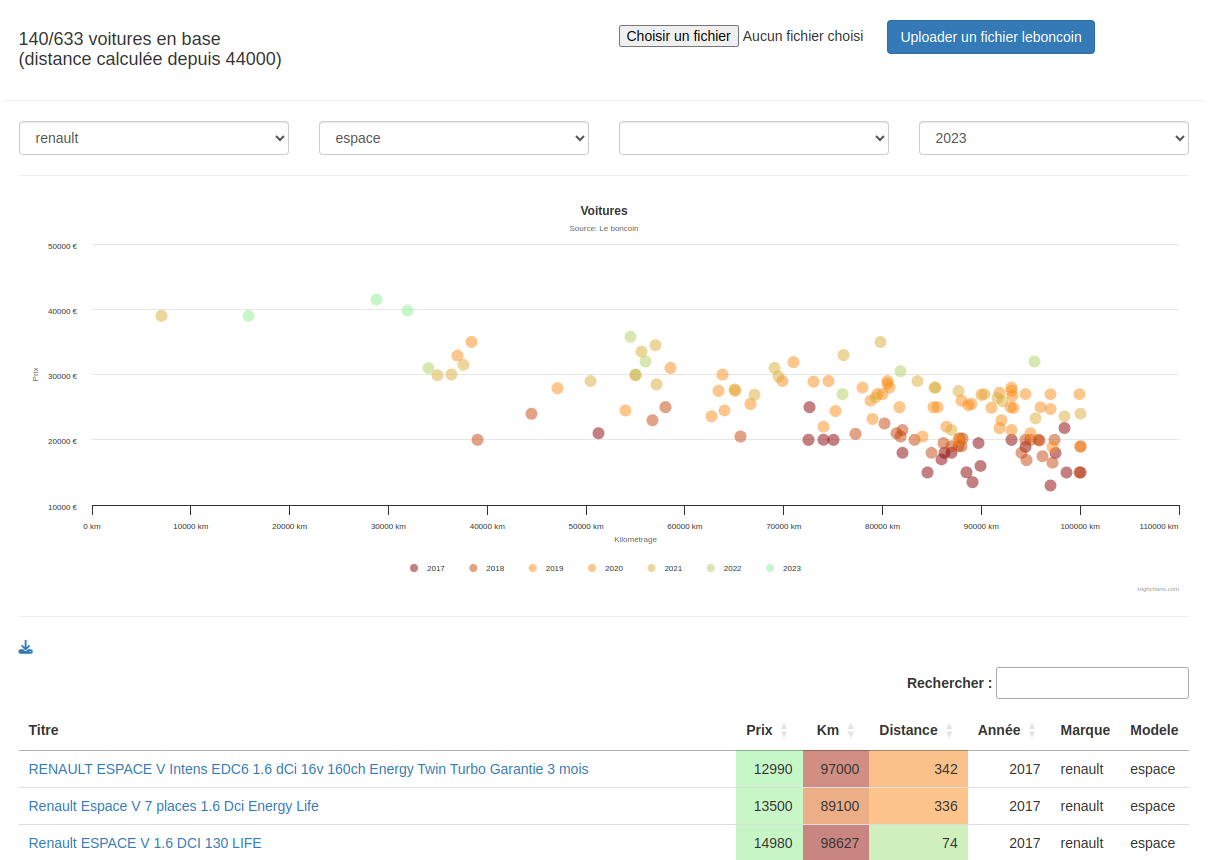 140/633 voitures en base
(distance calculée depuis 44000)
Choisir un fichier Aucun fichier choisi
Uploader un fichier leboncoin
renault espace 2023
Voitures
Source: Le boncoin
Prix
50000 €
40000 €
30000 €
20000 €
10000 €
0 km 10000 km 20000 km 30000 km 40000 km 50000 km 60000 km 70000 km 80000 km 90000 km 100000 km 110000 km
Kilométrage
2017 2018 2019 2020 2021 2022 2023
Highcharts.com
Rechercher :
Titre Prix Km Distance Année Marque Modele
RENAULT ESPACE V Intens EDC6 1.6 dCi 16v 160ch Energy Twin Turbo Garantie 3 mois 12990 97000 342 2017 renault espace
Renault Espace V 7 places 1.6 Dci Energy Life 13500 89100 336 2017 renault espace
Renault ESPACE V 1.6 DCI 130 LIFE 14980 98627 74 2017 renault espace